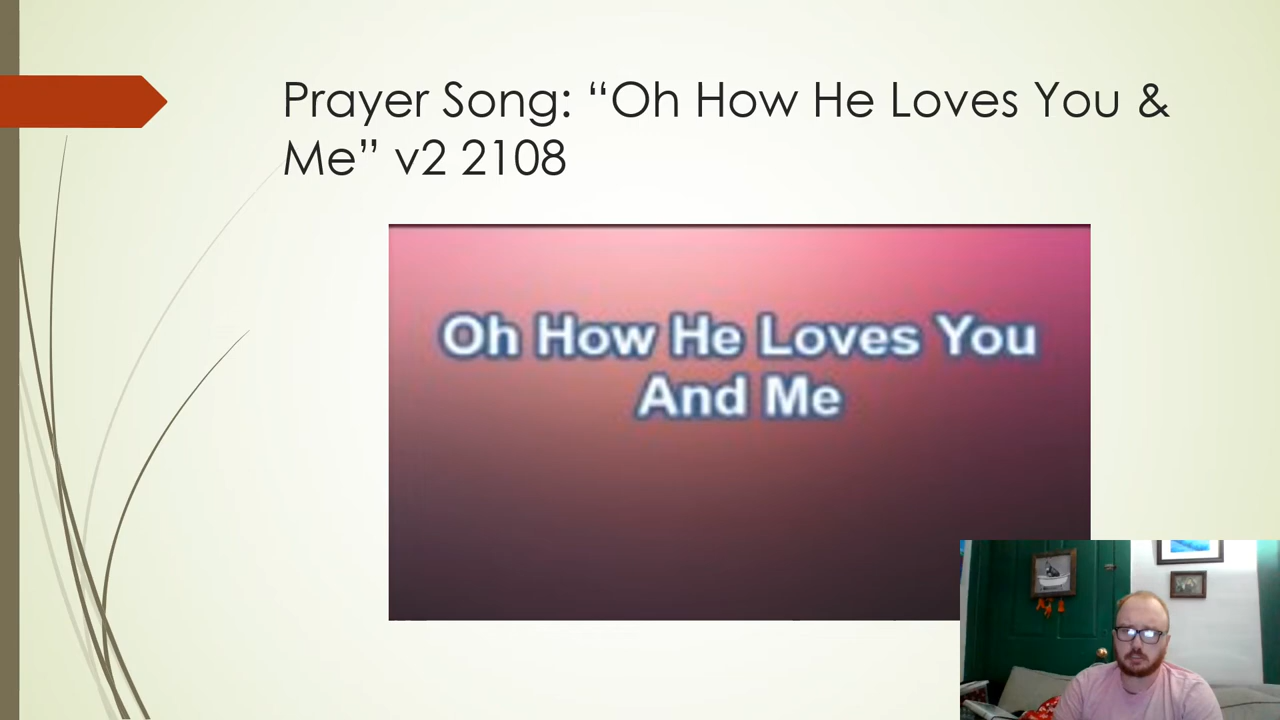 Prayer Song: “Oh How He Loves You &
Me” v2 2108
Oh How He Loves You
And Me